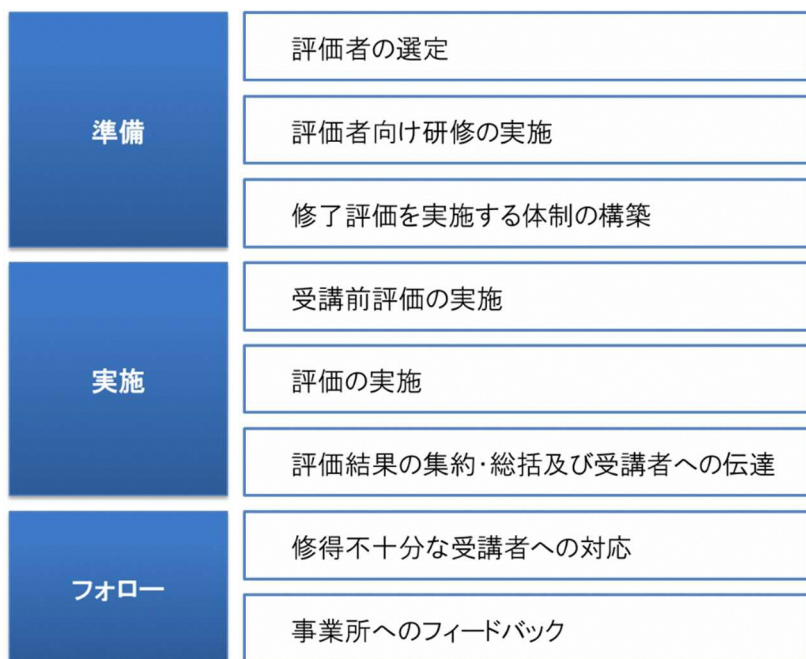 準備
評価者の選定
評価者向け研修の実施
修了評価を実施する体制の構築
実施
受講前評価の実施
評価の実施
評価結果の集約・総括及び受講者への伝達
フォロー
修得不十分な受講者への対応
事業所へのフィードバック